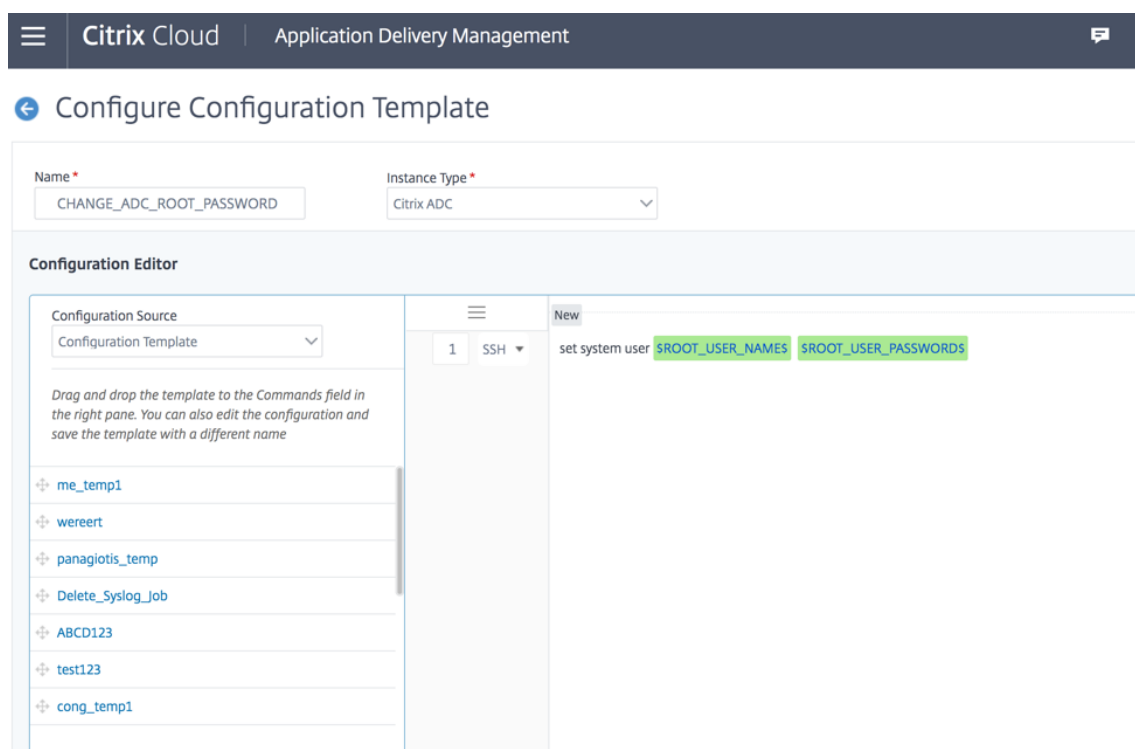 Citrix Cloud Application Delivery Management
Configure Configuration Template
Name*
Instance Type*
CHANGE_ADC_ROOT_PASSWORD
Citrix ADC
Configuration Editor
Configuration Source
Configuration Template
Drag and drop the template to the Commands field in
the right pane. You can also edit the configuration and
save the template with a different name
me_temp1
wereert
panagiotis_temp
Delete_Syslog_Job
ABCD123
test123
cong_temp1
New
1 SSH set system user $ROOT_USER_NAME$ $ROOT_USER_PASSWORD$